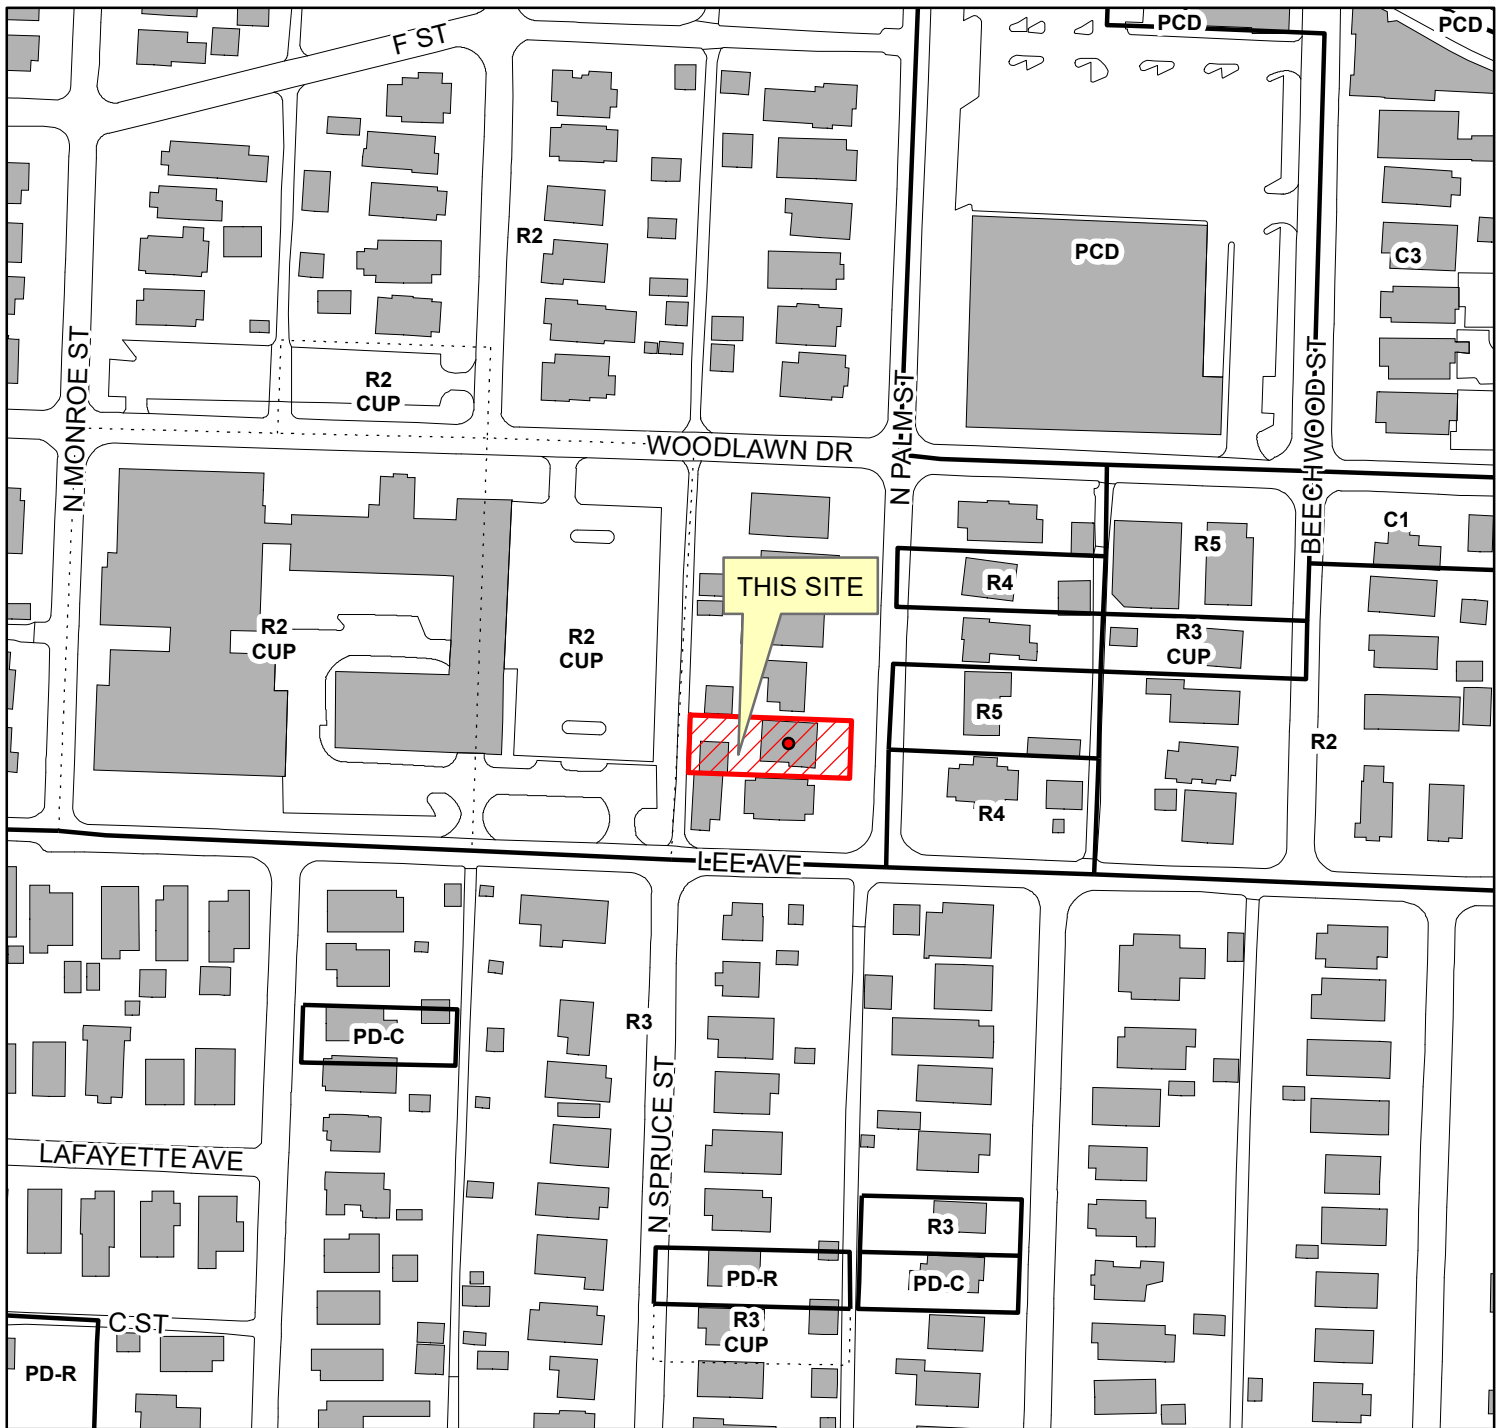 PCD
PCD
F ST
R2
PCD
C3
N MONROE ST
R2
CUP
N PALM ST
BEECHWOOD ST
WOODLAWN DR
C1
R5
THIS SITE
R4
R2
CUP
R2
CUP
R3
CUP
R5
R2
R4
LEE AVE
R3
PD-C
N SPRUCE ST
LAFAYETTE AVE
R3
PD-R
PD-C
R3
CUP
C ST
PD-R